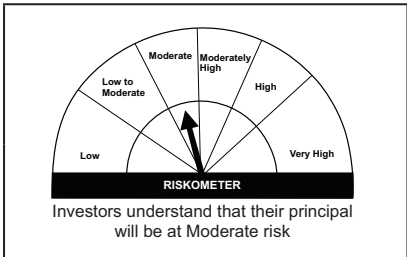 Moderate
Moderately
High
Low to
Moderate
High
Low
Very High
RISKOMETER
Investors understand that their principal
will be at Moderate risk